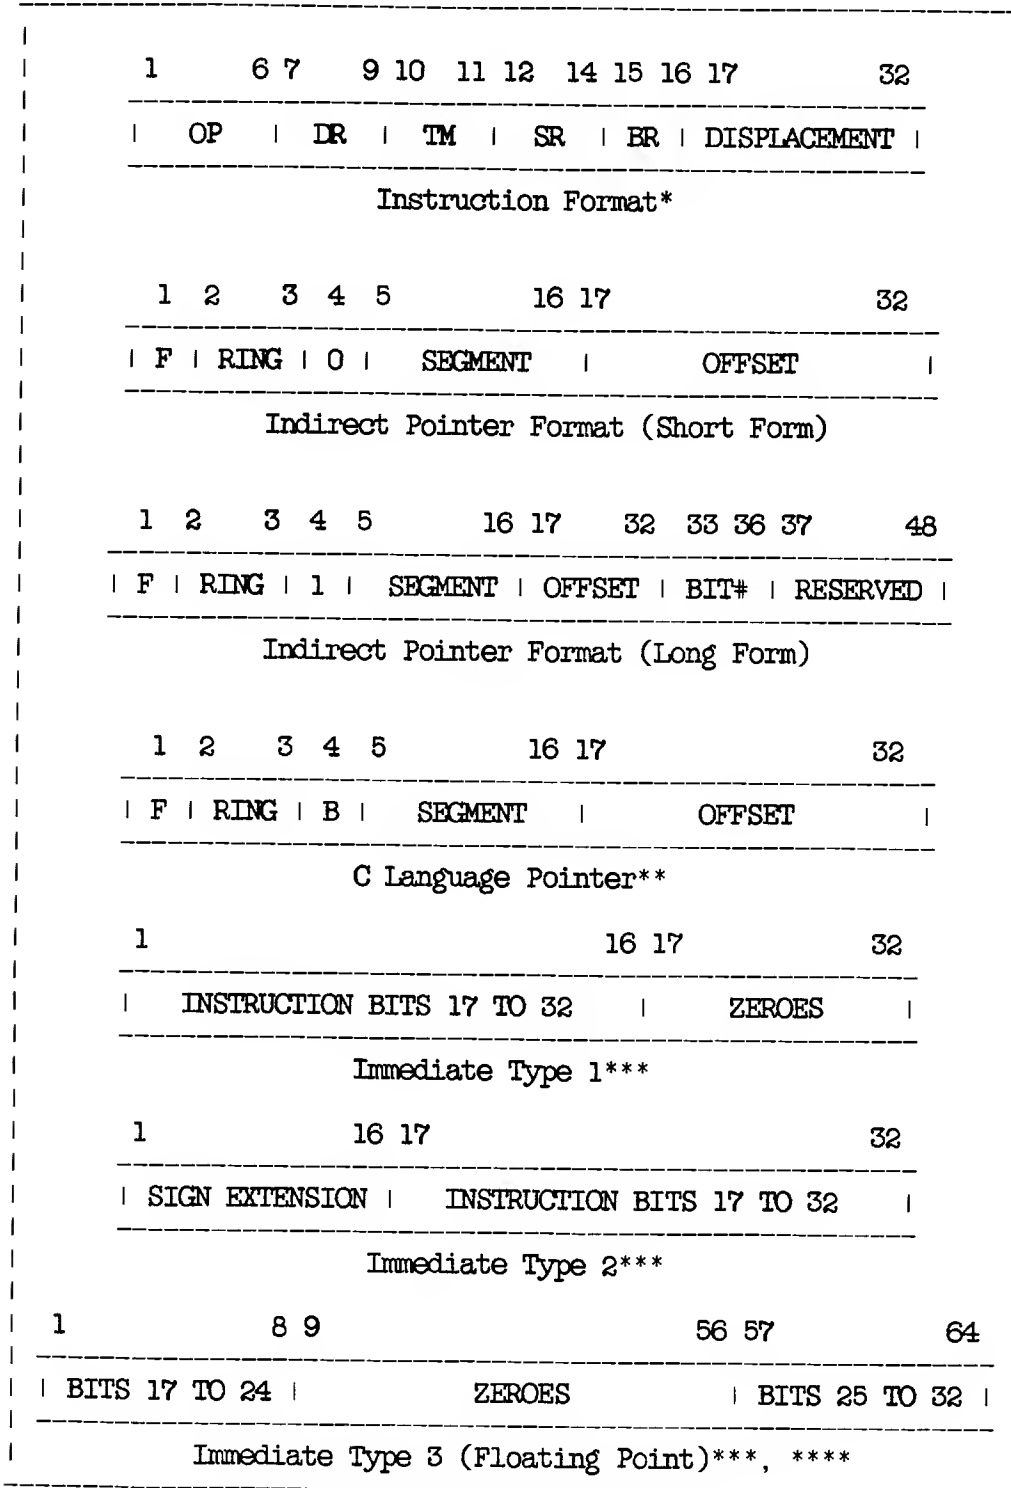 1 6 7 9 10 11 12 14 15 16 17 32
| OP | DR | TM | SR | BR | DISPLACEMENT |
Instruction Format*
1 2 3 4 5 16 17 32
| F | RING | 0 | SEGMENT | OFFSET |
Indirect Pointer Format (Short Form)
1 2 3 4 5 16 17 32 33 36 37 48
| F | RING | 1 | SEGMENT | OFFSET | BIT# | RESERVED |
Indirect Pointer Format (Long Form)
1 2 3 4 5 16 17 32
| F | RING | B | SEGMENT | OFFSET |
C Language Pointer**
1 16 17 32
| INSTRUCTION BITS 17 TO 32 | ZEROES |
Immediate Type 1***
1 16 17 32
| SIGN EXTENSION | INSTRUCTION BITS 17 TO 32 |
Immediate Type 2***
1 8 9 56 57 64
| BITS 17 TO 24 | ZEROES | BITS 25 TO 32 |
Immediate Type 3 (Floating Point)***, ****